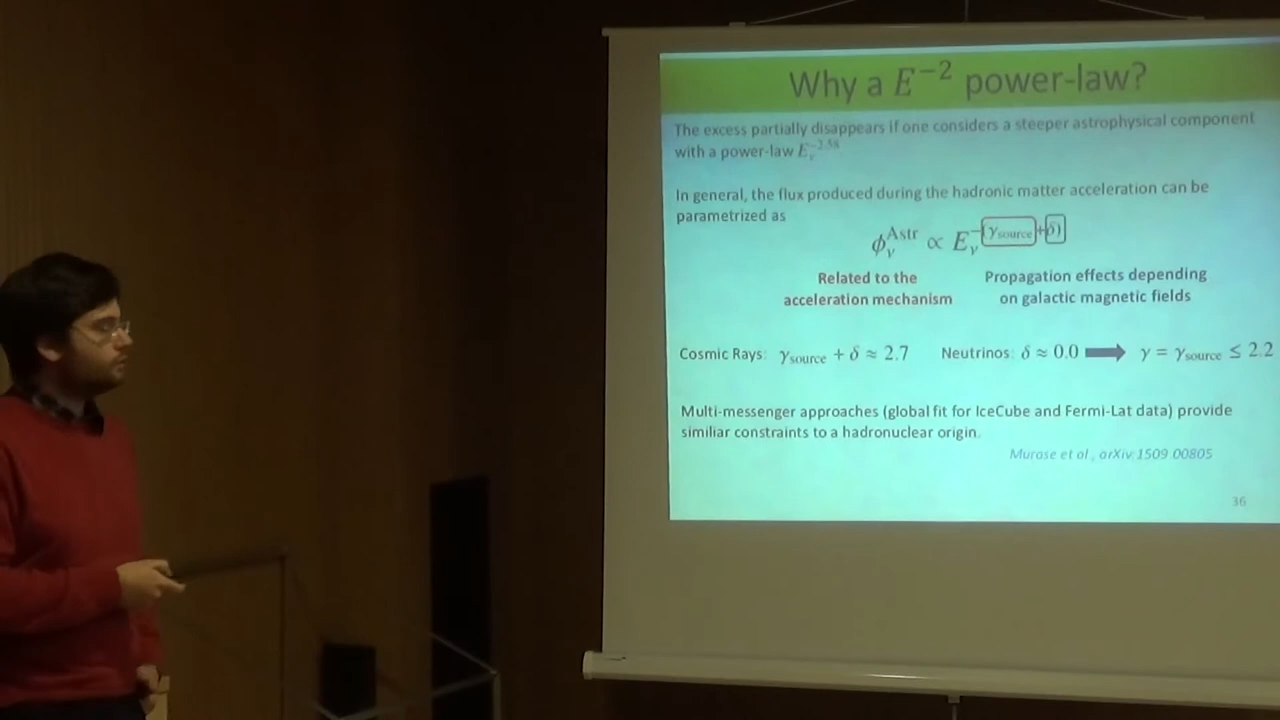 Why a E⁻² power-law?
The excess partially disappears if one considers a steeper astrophysical component
with a power-law E_ν^{-2.58}
In general, the flux produced during the hadronic matter acceleration can be
parametrized as
ϕ_ν^{Astr} ∝ E_ν^{-(γ_source+δ)}
Related to the
acceleration mechanism
Propagation effects depending
on galactic magnetic fields
Cosmic Rays: γ_source + δ ≈ 2.7 Neutrinos: δ ≈ 0.0 ➡ γ = γ_source ≤ 2.2
Multi-messenger approaches (global fit for IceCube and Fermi-Lat data) provide
similiar constraints to a hadronuclear origin.
Murase et al., arXiv:1509.00805
36